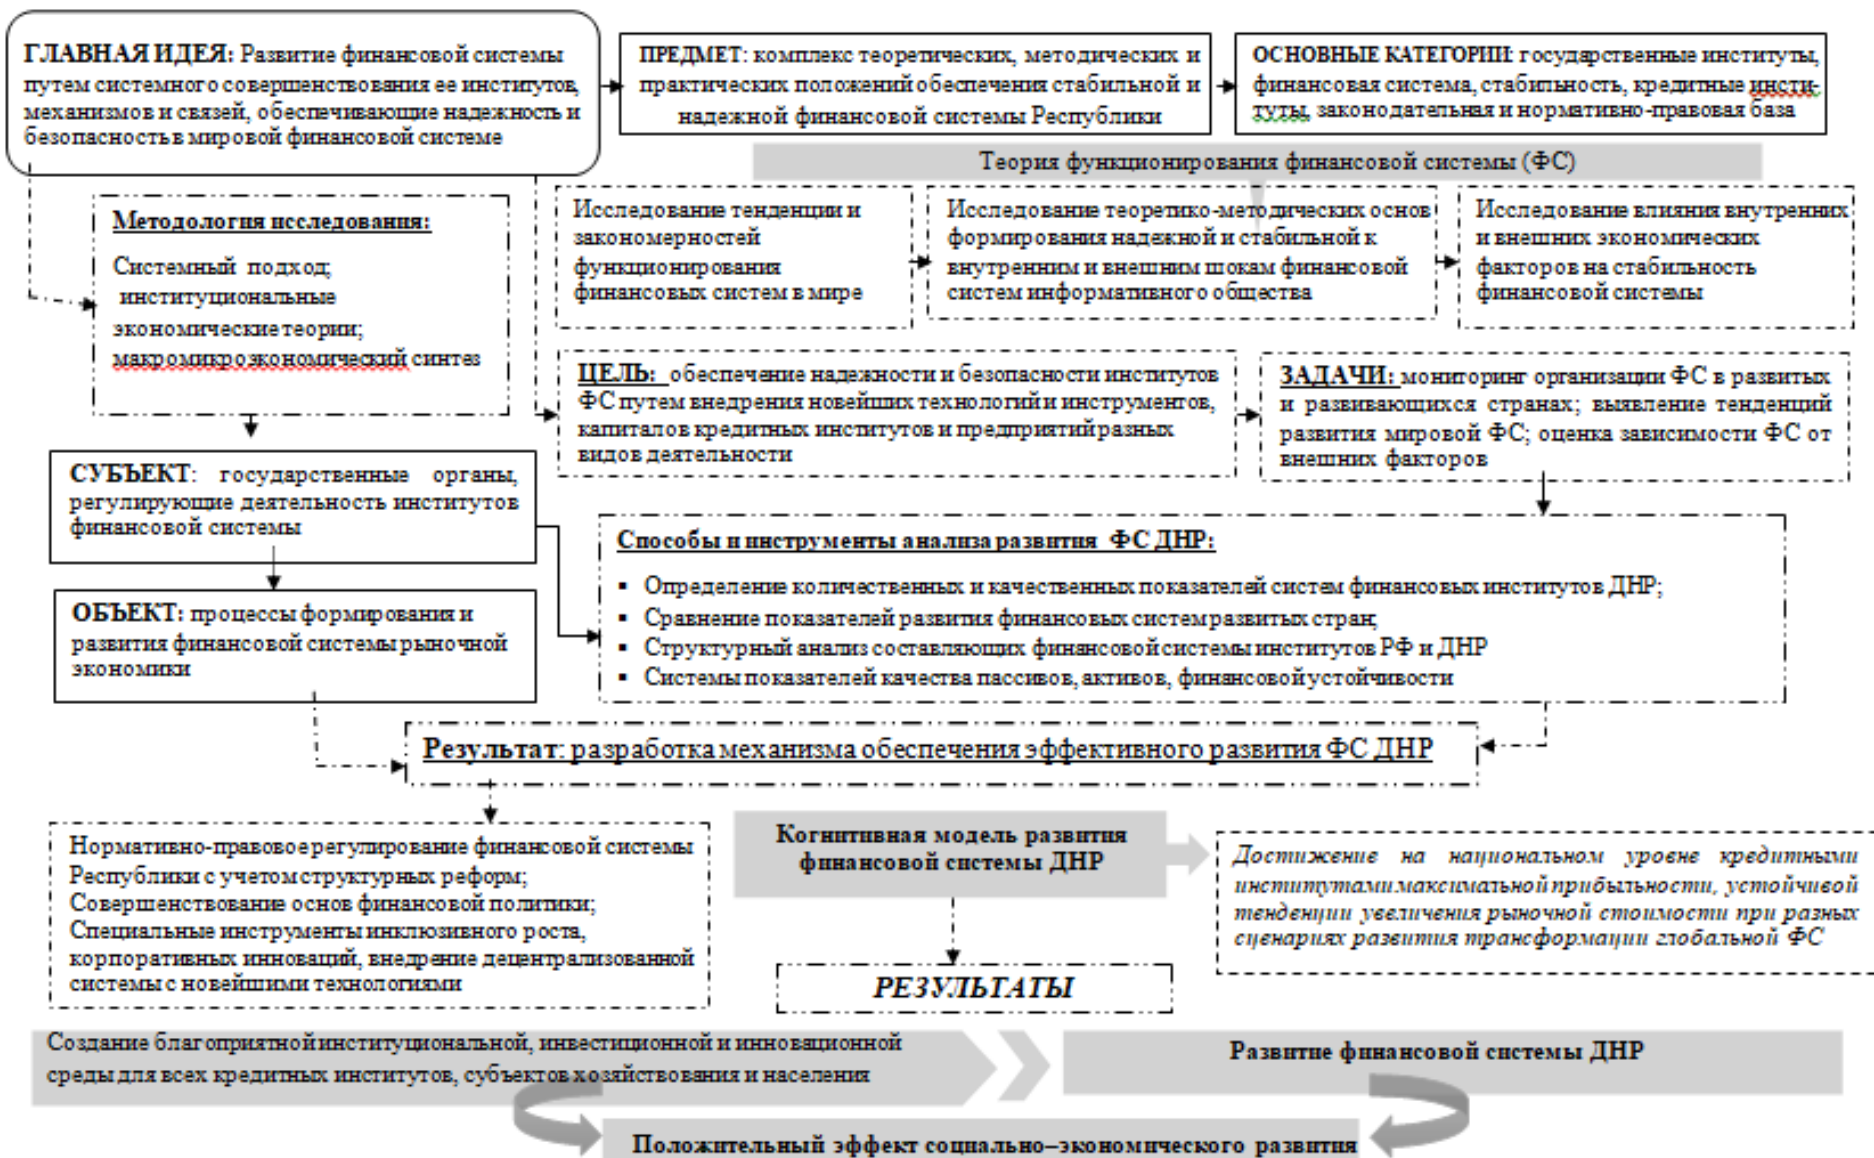 ГЛАВНАЯ ИДЕЯ: Развитие финансовой системы
путем системного совершенствования ее институтов,
механизмов и связей, обеспечивающие надежность и
безопасность в мировой финансовой системе
ПРЕДМЕТ: комплекс теоретических, методических и
практических положений обеспечения стабильной и
надежной финансовой системы Республики
ОСНОВНЫЕ КАТЕГОРИИ: государственные институты,
финансовая система, стабильность, кредитные инсти-
туты, законодательная и нормативно-правовая база
Теория функционирования финансовой системы (ФС)
Методология исследования:
Системный подход;
институциональные
экономические теории;
макромикроэкономический синтез
Исследование тенденции и
закономерностей
функционирования
финансовых систем в мире
Исследование теоретико-методических основ
формирования надежной и стабильной к
внутренним и внешним шокам финансовой
систем информативного общества
Исследование влияния внутренних
и внешних экономических
факторов на стабильность
финансовой системы
ЦЕЛЬ: обеспечение надежности и безопасности институтов
ФС путем внедрения новейших технологий и инструментов,
капиталов кредитных институтов и предприятий разных
видов деятельности
ЗАДАЧИ: мониторинг организации ФС в развитых
и развивающихся странах; выявление тенденций
развития мировой ФС; оценка зависимости ФС от
внешних факторов
СУБЪЕКТ: государственные органы,
регулирующие деятельность институтов
финансовой системы
ОБЪЕКТ: процессы формирования и
развития финансовой системы рыночной
экономики
Способы и инструменты анализа развития ФС ДНР:
▪ Определение количественных и качественных показателей систем финансовых институтов ДНР;
▪ Сравнение показателей развития финансовых систем развитых стран;
▪ Структурный анализ составляющих финансовой системы институтов РФ и ДНР
▪ Системы показателей качества пассивов, активов, финансовой устойчивости
Результат: разработка механизма обеспечения эффективного развития ФС ДНР
Нормативно-правовое регулирование финансовой системы
Республики с учетом структурных реформ;
Совершенствование основ финансовой политики;
Специальные инструменты инклюзивного роста,
корпоративных инноваций, внедрение децентрализованной
системы с новейшими технологиями
Когнитивная модель развития
финансовой системы ДНР
Достижение на национальном уровне кредитными
институтами максимальной прибыльности, устойчивой
тенденции увеличения рыночной стоимости при разных
сценариях развития трансформации глобальной ФС
РЕЗУЛЬТАТЫ
Создание благоприятной институциональной, инвестиционной и инновационной
среды для всех кредитных институтов, субъектов хозяйствования и населения
Развитие финансовой системы ДНР
Положительный эффект социально–экономического развития